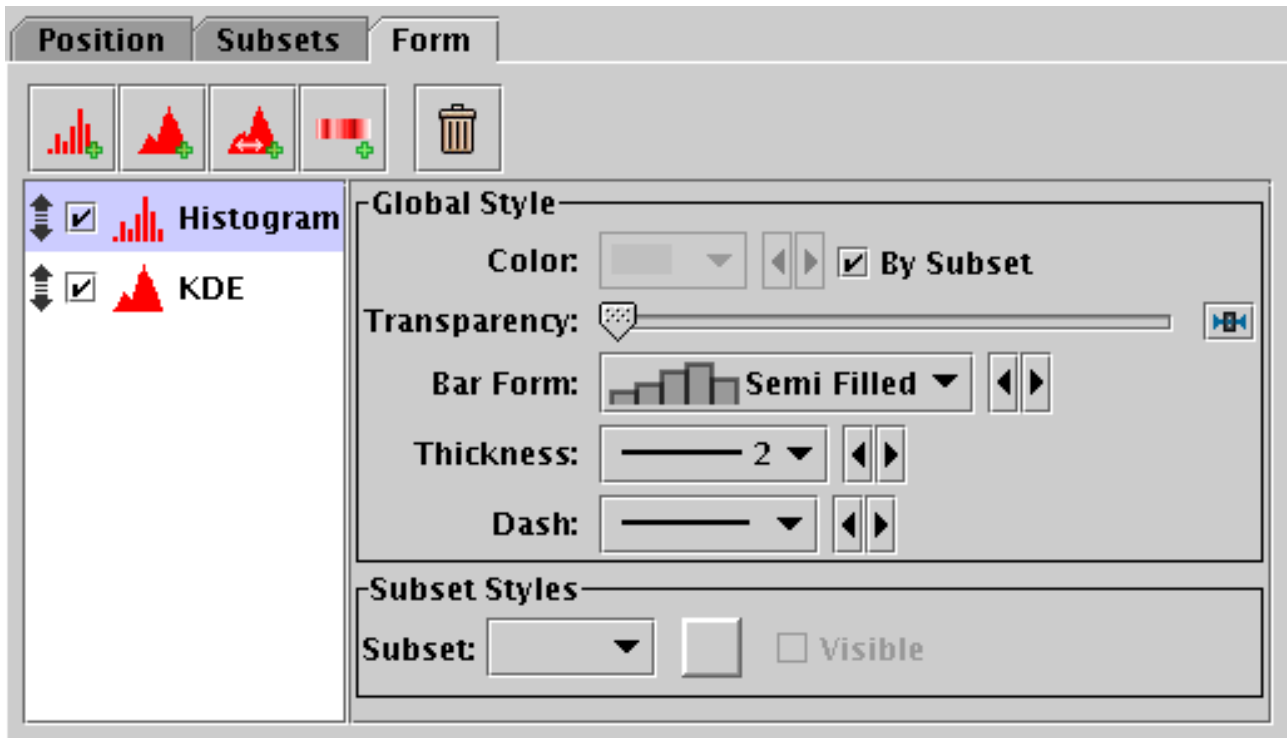 Position Subsets Form
Histogram
KDE
Global Style
Color: By Subset
Transparency:
Bar Form: Semi Filled
Thickness: 2
Dash:
Subset Styles
Subset: Visible